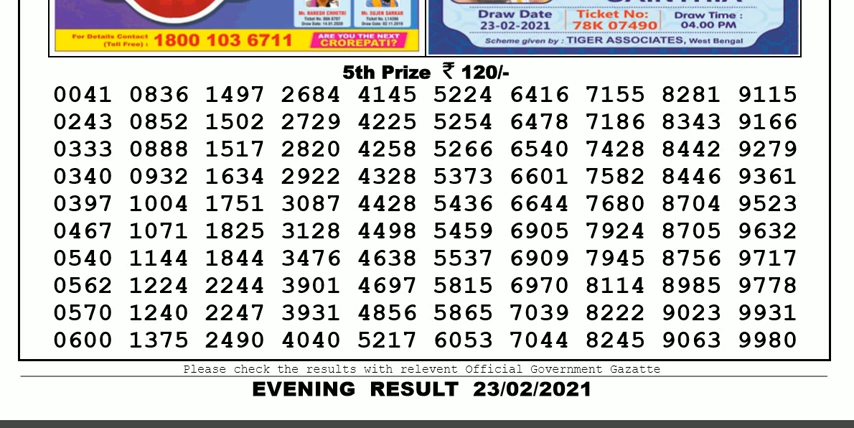 Mr. NARESH CHHETRI
Mr. SUJEN SARKAR
For Details Contact
(Toll Free) : 1800 103 6711
ARE YOU THE NEXT
CROREPATI?
Draw Date
23-02-2021
Ticket No:
78K 07490
Draw Time :
04.00 PM
Scheme given by : TIGER ASSOCIATES, West Bengal
5th Prize ₹ 120/-
0041 0836 1497 2684 4145 5224 6416 7155 8281 9115
0243 0852 1502 2729 4225 5254 6478 7186 8343 9166
0333 0888 1517 2820 4258 5266 6540 7428 8442 9279
0340 0932 1634 2922 4328 5373 6601 7582 8446 9361
0397 1004 1751 3087 4428 5436 6644 7680 8704 9523
0467 1071 1825 3128 4498 5459 6905 7924 8705 9632
0540 1144 1844 3476 4638 5537 6909 7945 8756 9717
0562 1224 2244 3901 4697 5815 6970 8114 8985 9778
0570 1240 2247 3931 4856 5865 7039 8222 9023 9931
0600 1375 2490 4040 5217 6053 7044 8245 9063 9980
Please check the results with relevent Official Government Gazatte
EVENING RESULT 23/02/2021